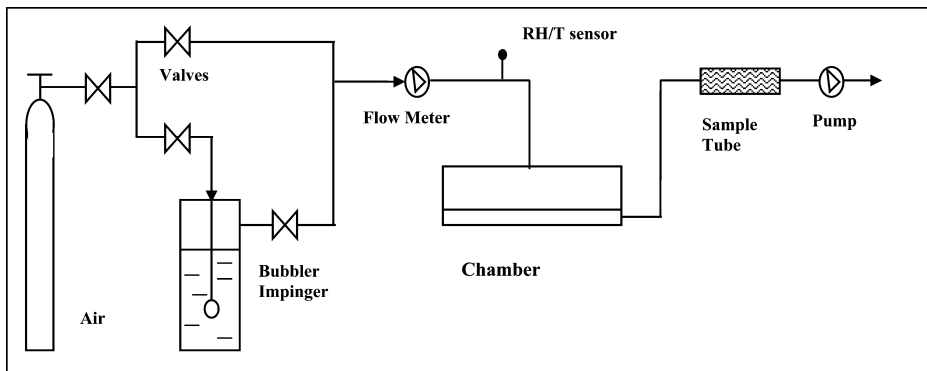 RH/T sensor
Valves
Flow Meter
Sample
Tube
Pump
Bubbler
Impinger
Chamber
Air